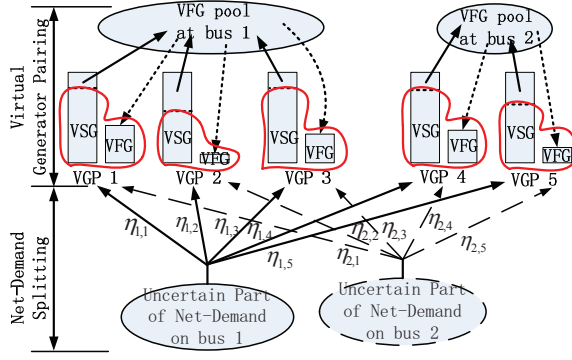 VFG pool
at bus 1
VFG pool
at bus 2
Virtual
Generator Pairing
VSG
VFG
VSG
VFG
VSG
VFG
VSG
VFG
VSG
VFG
VGP 1
VGP 2
VGP 3
VGP 4
VGP 5
Net-Demand
Splitting
η1,1
η1,2
η1,3
η1,4
η1,5
η2,1
η2,2
η2,3
η2,4
η2,5
Uncertain Part
of Net-Demand
on bus 1
Uncertain Part
of Net-Demand
on bus 2